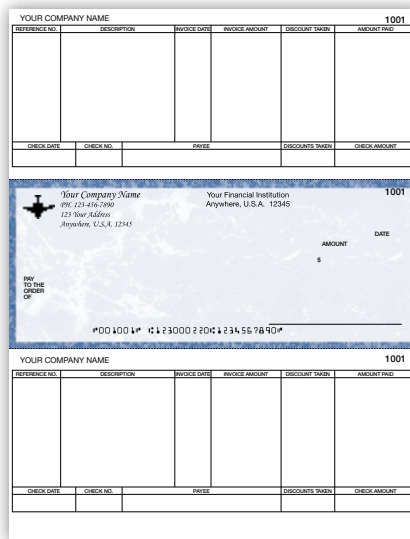 YOUR COMPANY NAME 1001
REFERENCE NO. DESCRIPTION INVOICE DATE INVOICE AMOUNT DISCOUNT TAKEN AMOUNT PAID
CHECK DATE CHECK NO. PAYEE DISCOUNTS TAKEN CHECK AMOUNT
Your Company Name Your Financial Institution 1001
PH. 123-456-7890 Anywhere, U.S.A. 12345
123 Your Address
Anywhere, U.S.A. 12345
DATE
AMOUNT
$
PAY
TO THE
ORDER
OF
⑈001001⑈ ⑆123000220⑆1234567890⑈
YOUR COMPANY NAME 1001
REFERENCE NO. DESCRIPTION INVOICE DATE INVOICE AMOUNT DISCOUNT TAKEN AMOUNT PAID
CHECK DATE CHECK NO. PAYEE DISCOUNTS TAKEN CHECK AMOUNT